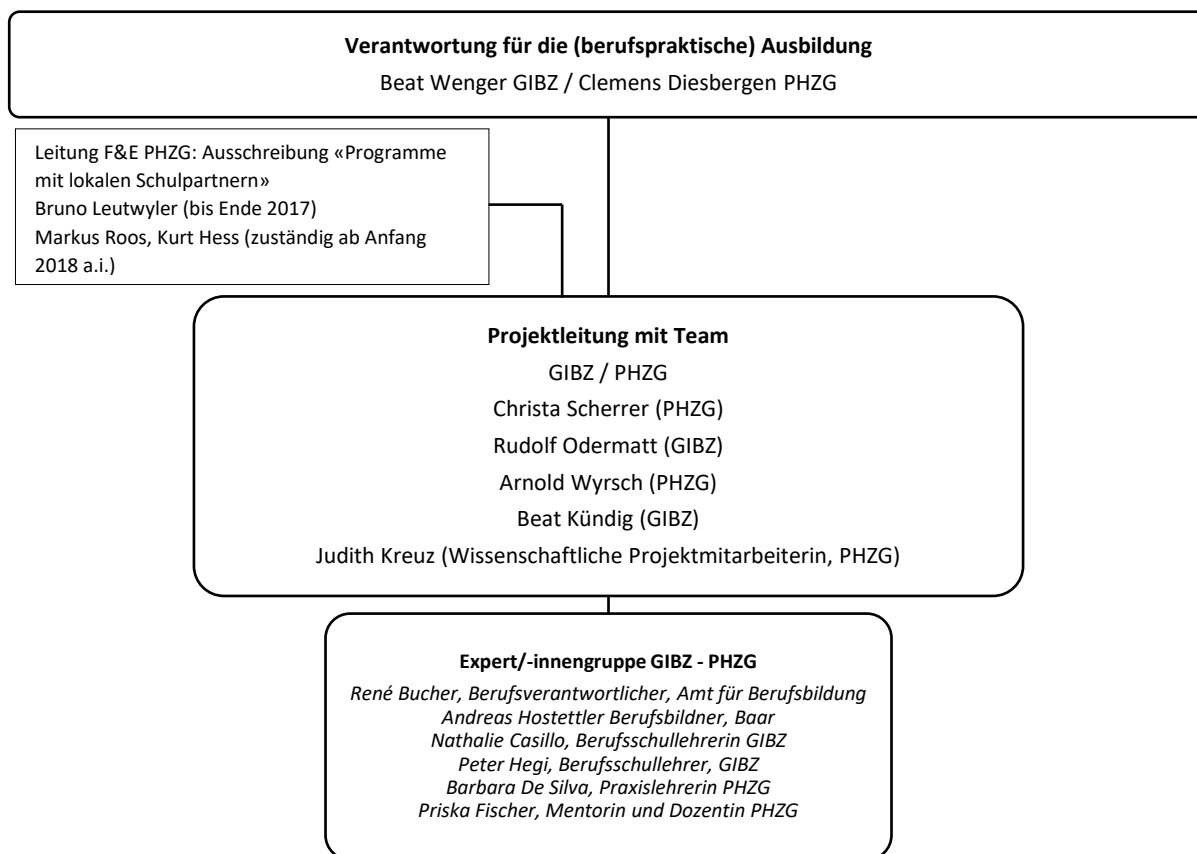 Verantwortung für die (berufspraktische) Ausbildung
Beat Wenger GIBZ / Clemens Diesbergen PHZG
Leitung F&E PHZG: Ausschreibung «Programme
mit lokalen Schulpartnern»
Bruno Leutwyler (bis Ende 2017)
Markus Roos, Kurt Hess (zuständig ab Anfang
2018 a.i.)
Projektleitung mit Team
GIBZ / PHZG
Christa Scherrer (PHZG)
Rudolf Odermatt (GIBZ)
Arnold Wyrsch (PHZG)
Beat Kündig (GIBZ)
Judith Kreuz (Wissenschaftliche Projektmitarbeiterin, PHZG)
Expert/-innengruppe GIBZ - PHZG
René Bucher, Berufsverantwortlicher, Amt für Berufsbildung
Andreas Hostettler Berufsbildner, Baar
Nathalie Casillo, Berufsschullehrerin GIBZ
Peter Hegi, Berufsschullehrer, GIBZ
Barbara De Silva, Praxislehrerin PHZG
Priska Fischer, Mentorin und Dozentin PHZG